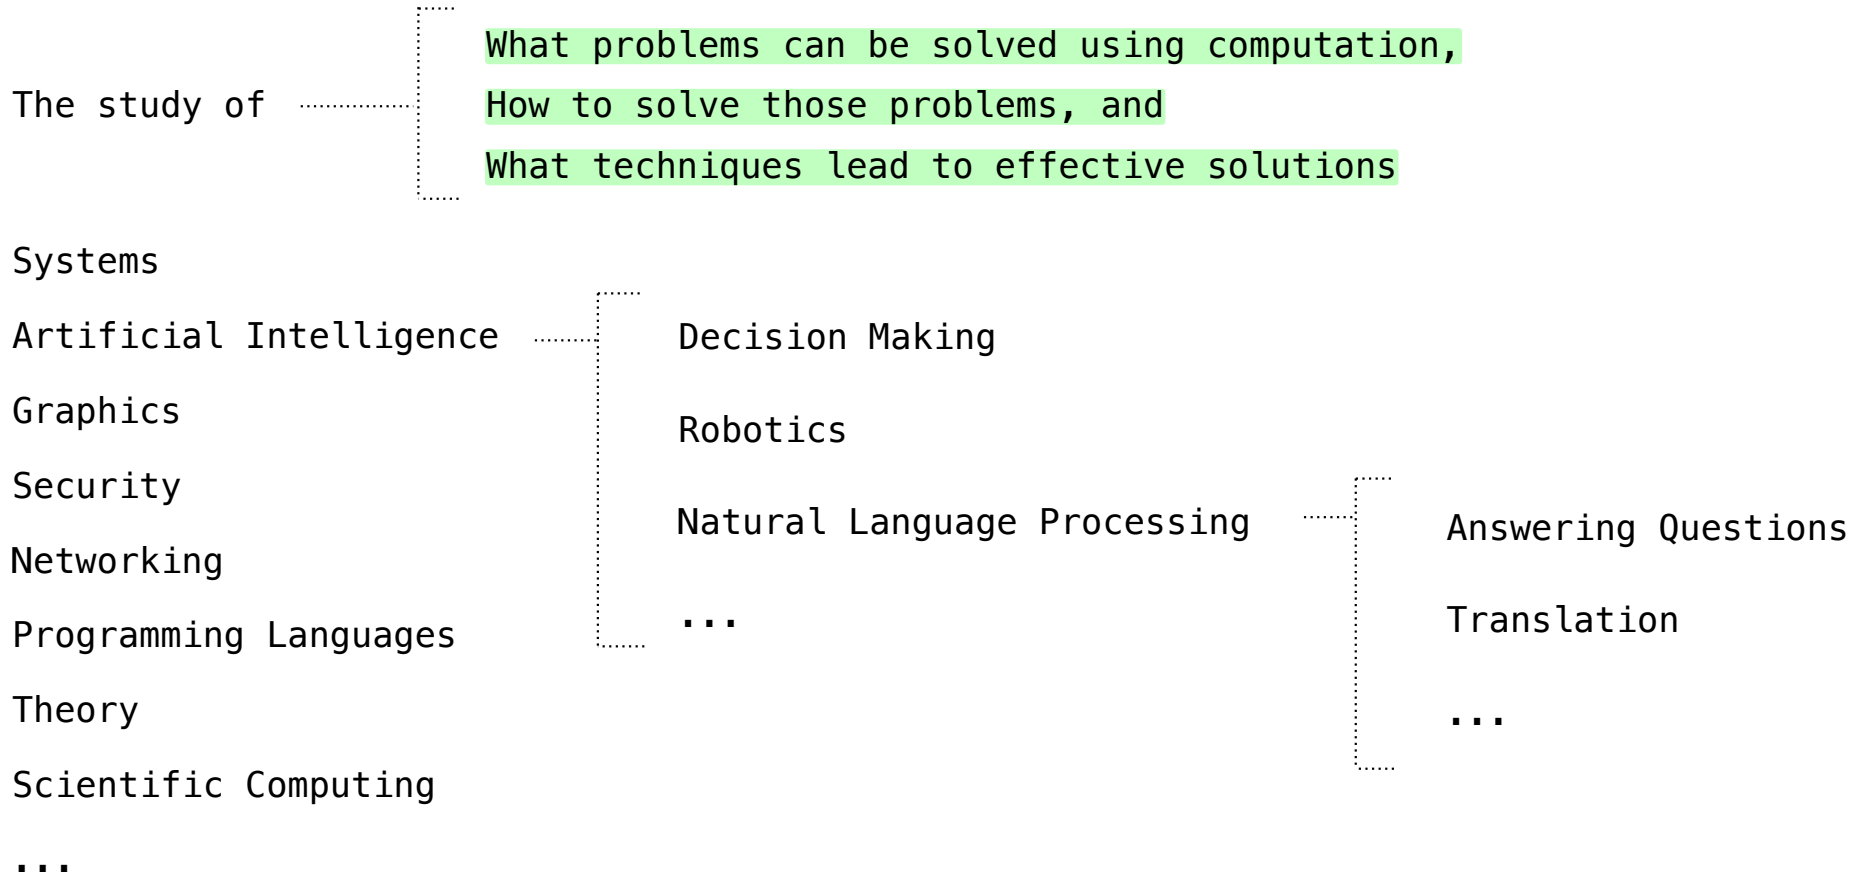 The study of
What problems can be solved using computation,
How to solve those problems, and
What techniques lead to effective solutions
Systems
Artificial Intelligence
Graphics
Security
Networking
Programming Languages
Theory
Scientific Computing
...
Decision Making
Robotics
Natural Language Processing
...
Answering Questions
Translation
...